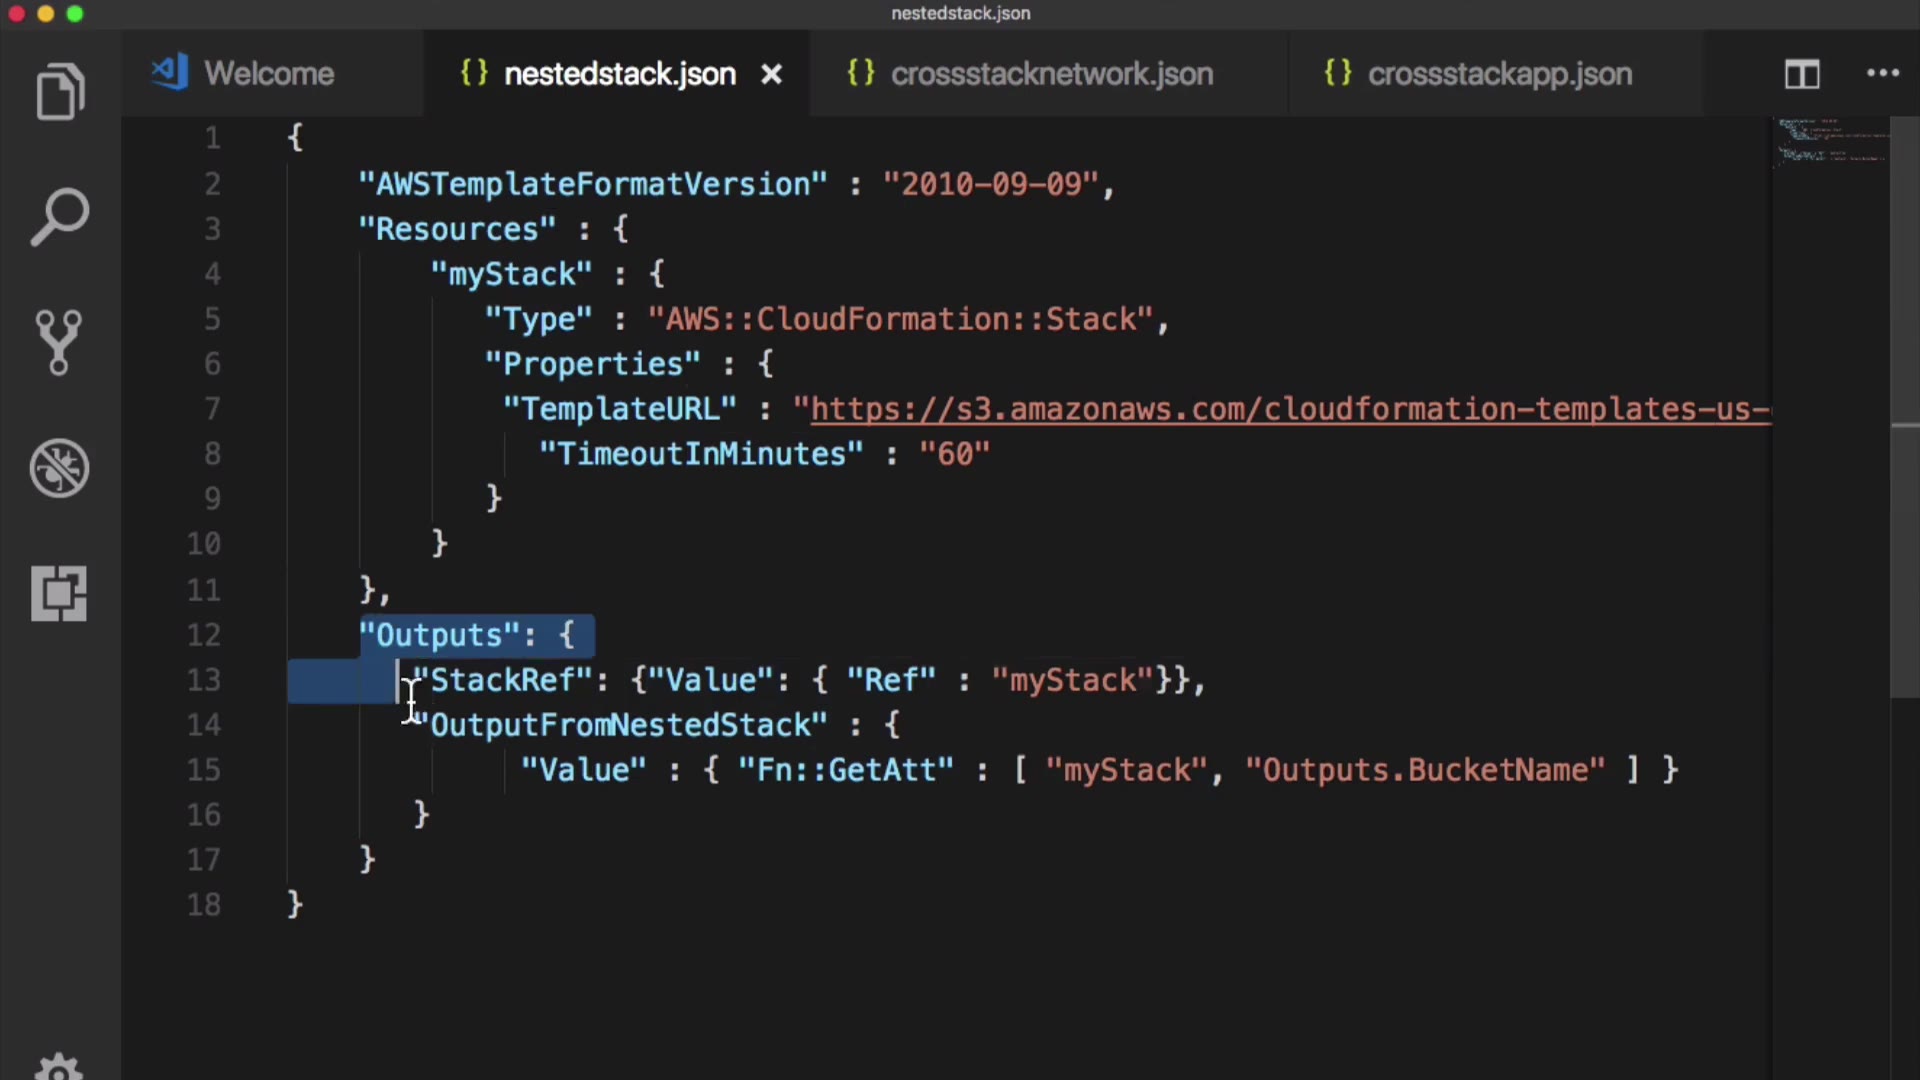 nestedstack.json
Welcome
{} nestedstack.json ×
{} crossstacknetwork.json
{} crossstackapp.json
1 {
2 "AWSTemplateFormatVersion" : "2010-09-09",
3 "Resources" : {
4 "myStack" : {
5 "Type" : "AWS::CloudFormation::Stack",
6 "Properties" : {
7 "TemplateURL" : "https://s3.amazonaws.com/cloudformation-templates-us-
8 "TimeoutInMinutes" : "60"
9 }
10 }
11 },
12 "Outputs": {
13 "StackRef": {"Value": { "Ref" : "myStack"}},
14 "OutputFromNestedStack" : {
15 "Value" : { "Fn::GetAtt" : [ "myStack", "Outputs.BucketName" ] }
16 }
17 }
18 }